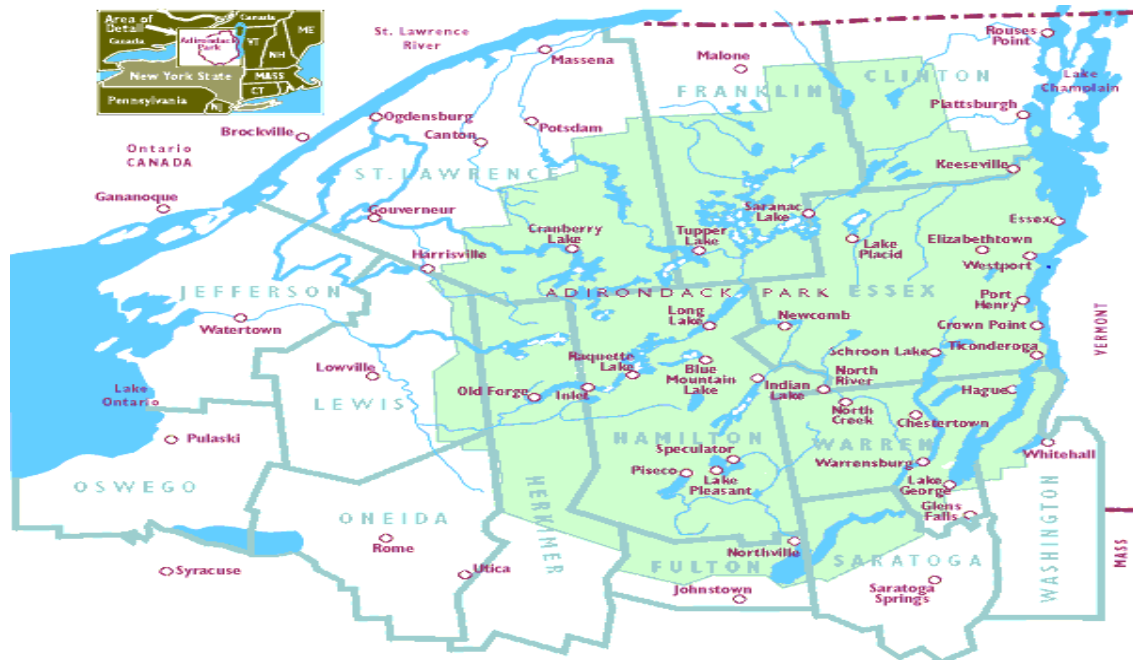 Area of
Detail
Canada
Canada
Adirondack
Park
VT
ME
NH
New York State
MASS
CT
Pennsylvania
NJ
St. Lawrence
River
Massena
Malone
Rouses
Point
CLINTON
FRANKLIN
Lake
Champlain
Plattsburgh
Ogdensburg
Brockville
Canton
Potsdam
Ontario
CANADA
Keeseville
ST. LAWRENCE
Gananoque
Gouverneur
Saranac
Lake
Essex
Cranberry
Lake
Tupper
Lake
Lake
Placid
Elizabethtown
Westport
Harrisville
JEFFERSON
ADIRONDACK PARK
ESSEX
Port
Henry
Watertown
Long
Lake
Newcomb
Crown Point
VERMONT
Lowville
Raquette
Lake
Blue
Mountain
Lake
Schroon Lake
Ticonderoga
Lake
Ontario
LEWIS
Old Forge
Inlet
Indian
Lake
North
River
Hague
North
Creek
Chestertown
Pulaski
HAMILTON
WARREN
Speculator
Whitehall
Piseco
Lake
Pleasant
Warrensburg
OSWEGO
Lake
George
ONEIDA
HERKIMER
Glens
Falls
WASHINGTON
Rome
Northville
MASS
Syracuse
Utica
FULTON
SARATOGA
Johnstown
Saratoga
Springs